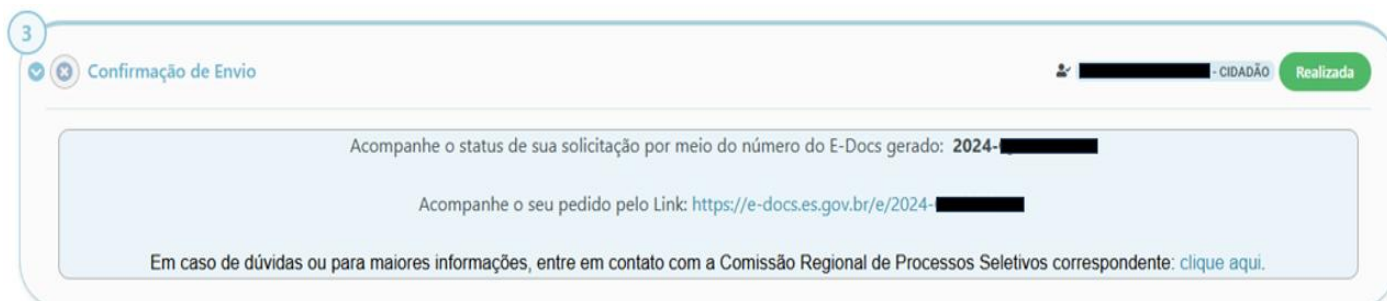 3
Confirmação de Envio
- CIDADÃO
Realizada
Acompanhe o status de sua solicitação por meio do número do E-Docs gerado: 2024-
Acompanhe o seu pedido pelo Link: https://e-docs.es.gov.br/e/2024-
Em caso de dúvidas ou para maiores informações, entre em contato com a Comissão Regional de Processos Seletivos correspondente: clique aqui.